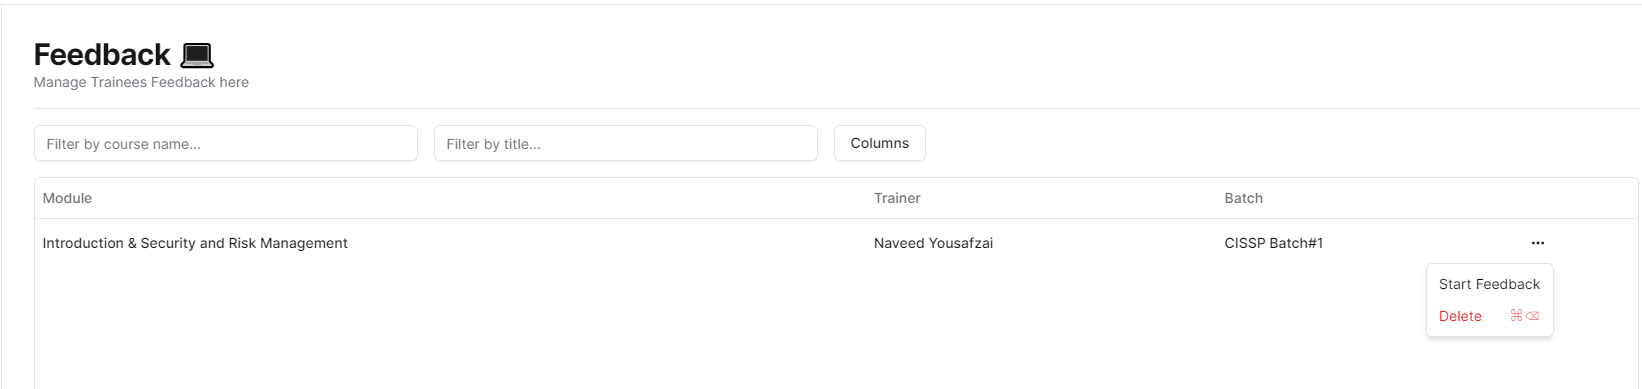 Feedback 💻
Manage Trainees Feedback here
Filter by course name...
Filter by title...
Columns
Module Trainer Batch
Introduction & Security and Risk Management Naveed Yousafzai CISSP Batch#1 ···
Start Feedback
Delete ⌘⌫